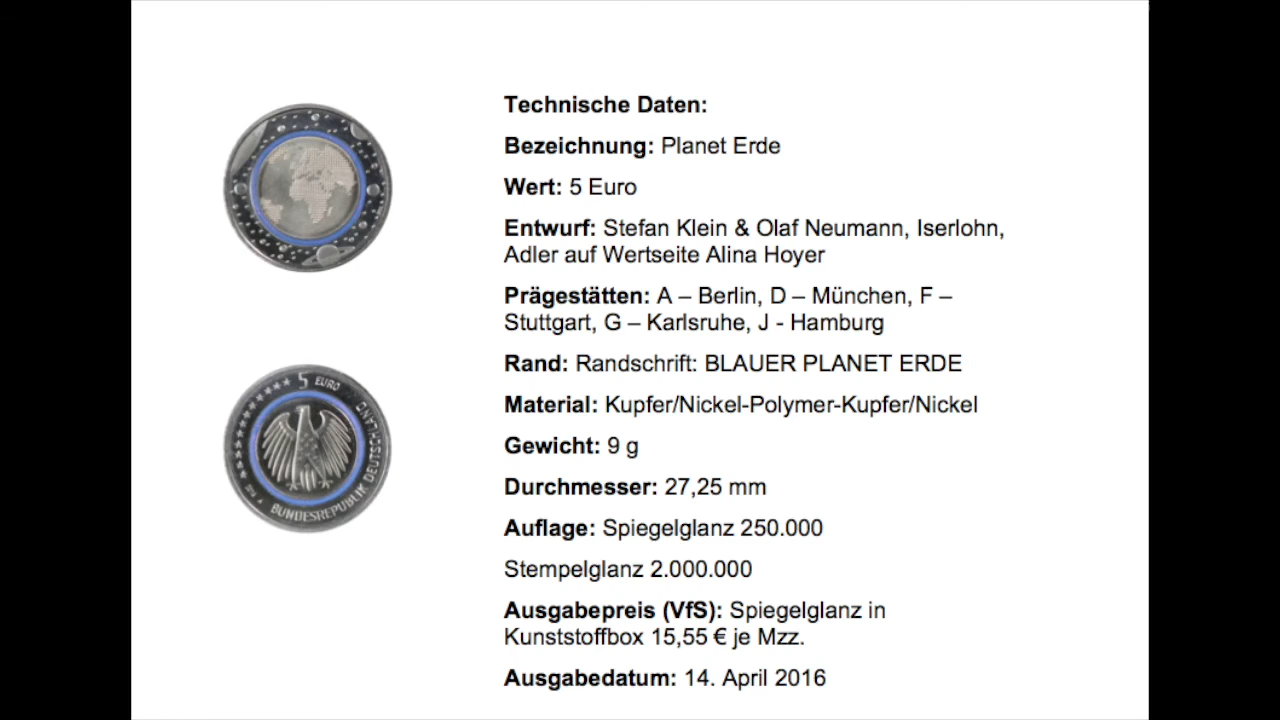 Technische Daten:
Bezeichnung: Planet Erde
Wert: 5 Euro
Entwurf: Stefan Klein & Olaf Neumann, Iserlohn,
Adler auf Wertseite Alina Hoyer
Prägestätten: A – Berlin, D – München, F –
Stuttgart, G – Karlsruhe, J - Hamburg
Rand: Randschrift: BLAUER PLANET ERDE
Material: Kupfer/Nickel-Polymer-Kupfer/Nickel
Gewicht: 9 g
Durchmesser: 27,25 mm
Auflage: Spiegelglanz 250.000
Stempelglanz 2.000.000
Ausgabepreis (VfS): Spiegelglanz in
Kunststoffbox 15,55 € je Mzz.
Ausgabedatum: 14. April 2016
5 EURO
BUNDESREPUBLIK DEUTSCHLAND